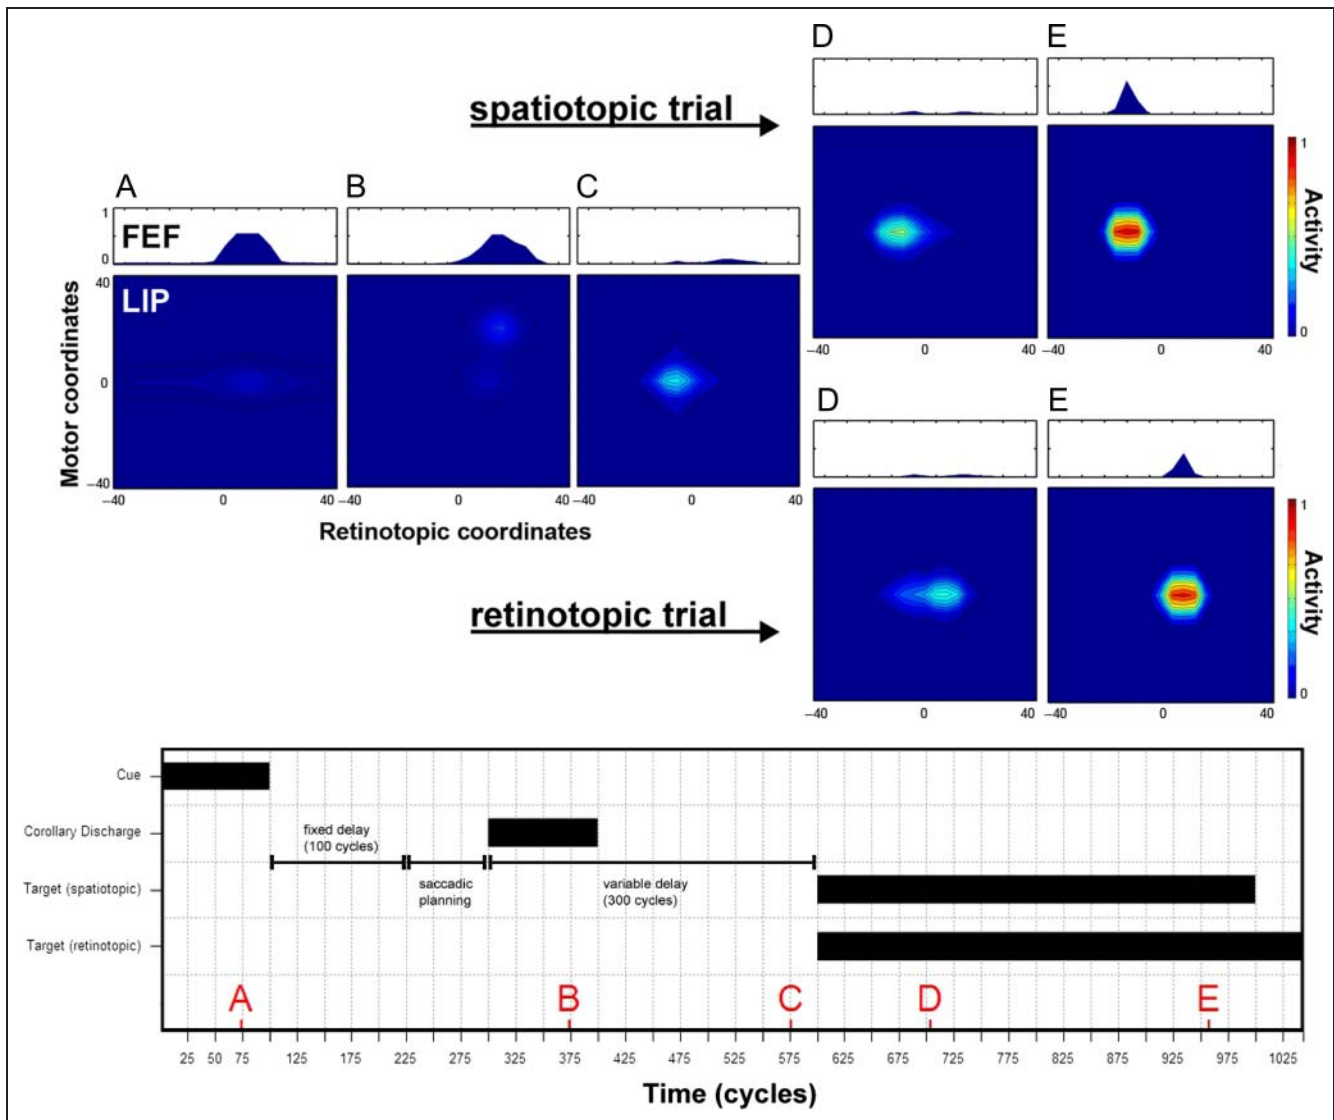 D
E
spatiotopic trial
A
B
C
1
FEF
0
1
Activity
0
40
LIP
Motor coordinates
0
−40
−40
0
40
−40
0
40
−40
0
40
−40
0
40
−40
0
40
Retinotopic coordinates
D
E
retinotopic trial
1
Activity
0
−40
0
40
−40
0
40
Cue
Corollary Discharge
fixed delay
(100 cycles)
Target (spatiotopic)
saccadic
planning
variable delay
(300 cycles)
Target (retinotopic)
A B C D E
25 50 75 125 175 225 275 325 375 425 475 525 575 625 675 725 775 825 875 925 975 1025
Time (cycles)